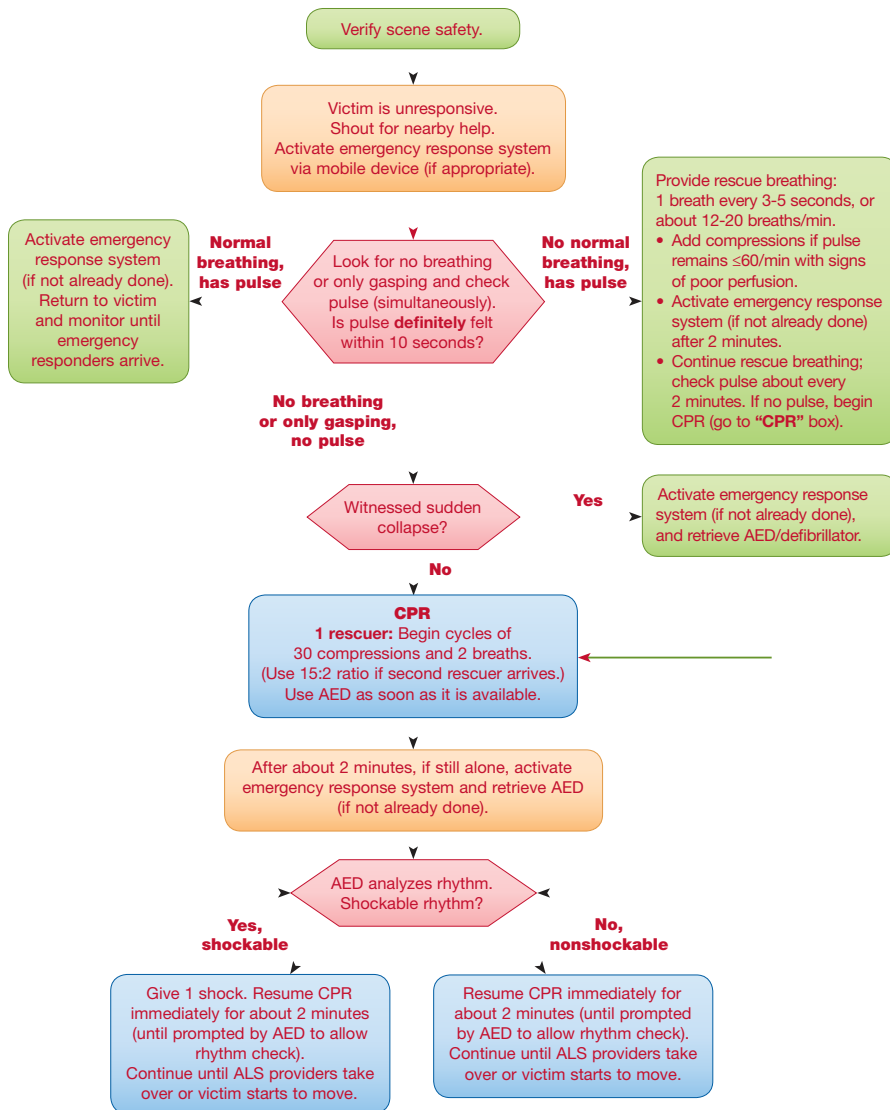 Verify scene safety.
Victim is unresponsive.
Shout for nearby help.
Activate emergency response system
via mobile device (if appropriate).
Activate emergency
response system
(if not already done).
Return to victim
and monitor until
emergency
responders arrive.
Normal
breathing,
has pulse
Look for no breathing
or only gasping and check
pulse (simultaneously).
Is pulse definitely felt
within 10 seconds?
No normal
breathing,
has pulse
Provide rescue breathing:
1 breath every 3-5 seconds, or
about 12-20 breaths/min.
• Add compressions if pulse
remains ≤60/min with signs
of poor perfusion.
• Activate emergency response
system (if not already done)
after 2 minutes.
• Continue rescue breathing;
check pulse about every
2 minutes. If no pulse, begin
CPR (go to “CPR” box).
No breathing
or only gasping,
no pulse
Witnessed sudden
collapse?
Yes
Activate emergency response
system (if not already done),
and retrieve AED/defibrillator.
No
CPR
1 rescuer: Begin cycles of
30 compressions and 2 breaths.
(Use 15:2 ratio if second rescuer arrives.)
Use AED as soon as it is available.
After about 2 minutes, if still alone, activate
emergency response system and retrieve AED
(if not already done).
AED analyzes rhythm.
Shockable rhythm?
Yes,
shockable
No,
nonshockable
Give 1 shock. Resume CPR
immediately for about 2 minutes
(until prompted by AED to allow
rhythm check).
Continue until ALS providers take
over or victim starts to move.
Resume CPR immediately for
about 2 minutes (until prompted
by AED to allow rhythm check).
Continue until ALS providers take
over or victim starts to move.